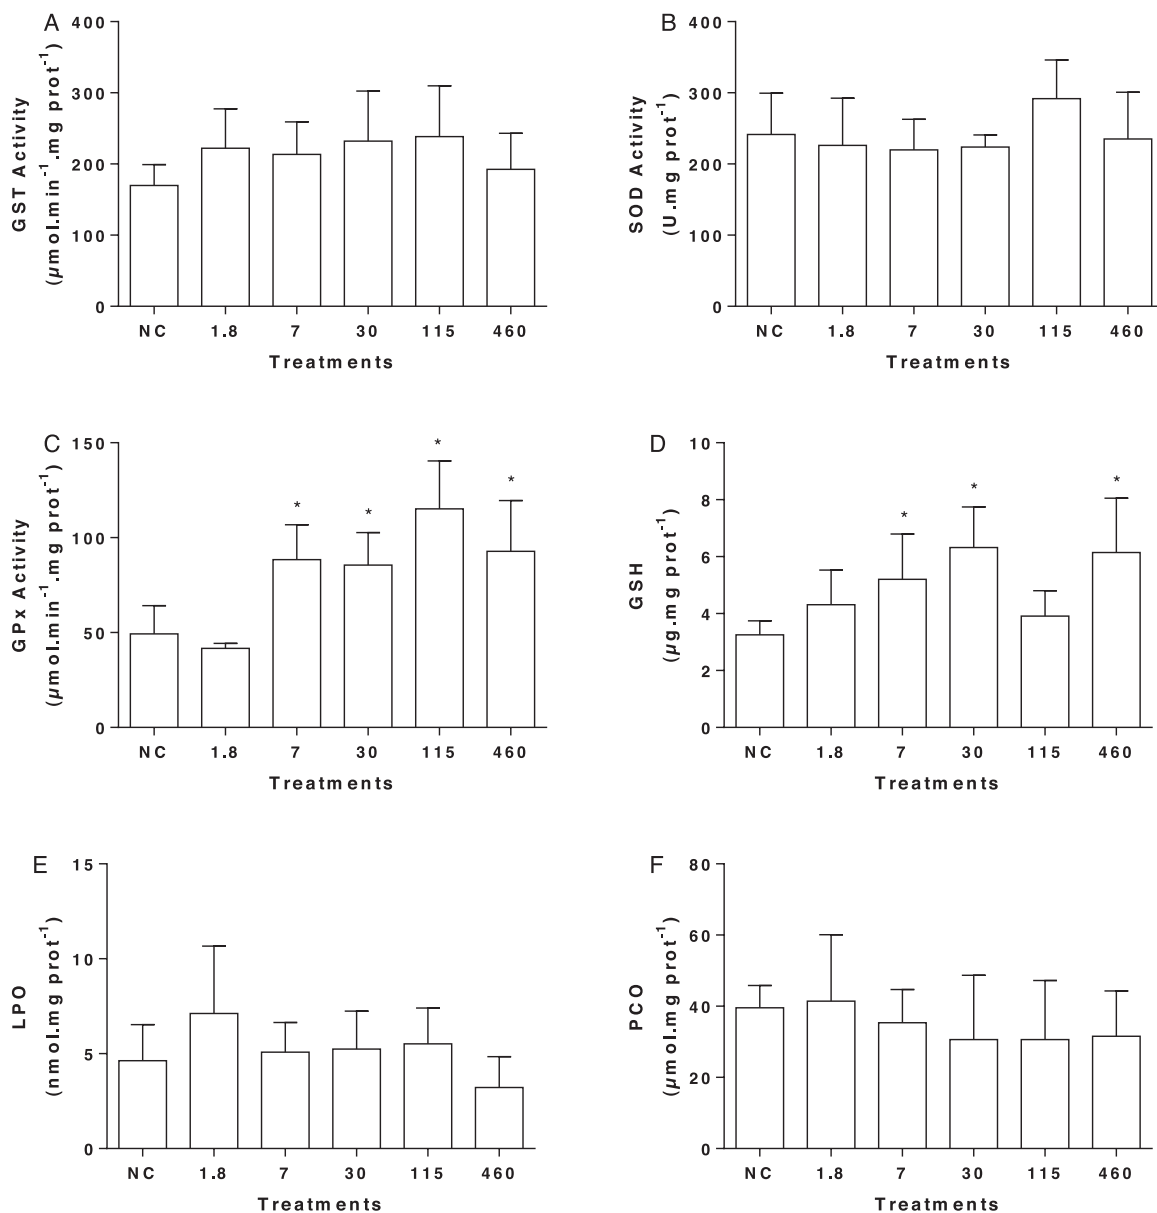 A
GST Activity
(µmol.min⁻¹.mg prot⁻¹)
400
300
200
100
0
NC 1.8 7 30 115 460
Treatments
B
SOD Activity
(U.mg prot⁻¹)
400
300
200
100
0
NC 1.8 7 30 115 460
Treatments
C
GPx Activity
(µmol.min⁻¹.mg prot⁻¹)
150
100
50
0
* * * *
NC 1.8 7 30 115 460
Treatments
D
GSH
(µg.mg prot⁻¹)
10
8
6
4
2
0
* * *
NC 1.8 7 30 115 460
Treatments
E
LPO
(nmol.mg prot⁻¹)
15
10
5
0
NC 1.8 7 30 115 460
Treatments
F
PCO
(µmol.mg prot⁻¹)
80
60
40
20
0
NC 1.8 7 30 115 460
Treatments